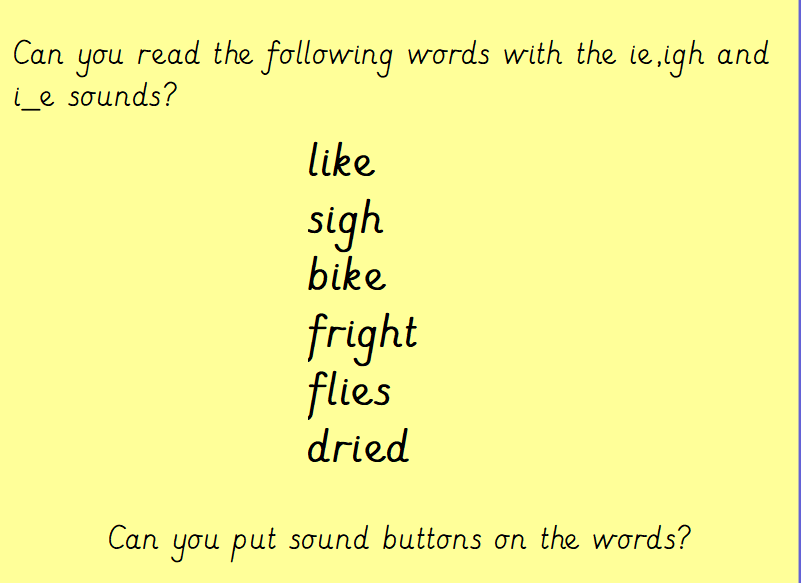 Can you read the following words with the ie,igh and
i_e sounds?
like
sigh
bike
fright
flies
dried
Can you put sound buttons on the words?